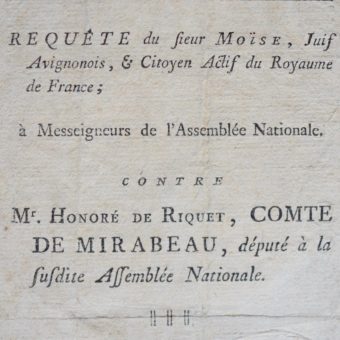 REQUÊTE du ſieur MOÏSE, Juif
Avignonois, & Citoyen Actif du Royaume
de France;
à Messeigneurs de l'Assemblée Nationale.
CONTRE
Mr. HONORÉ DE RIQUET, COMTE
DE MIRABEAU, député à la
ſuſdite Aſſemblée Nationale.